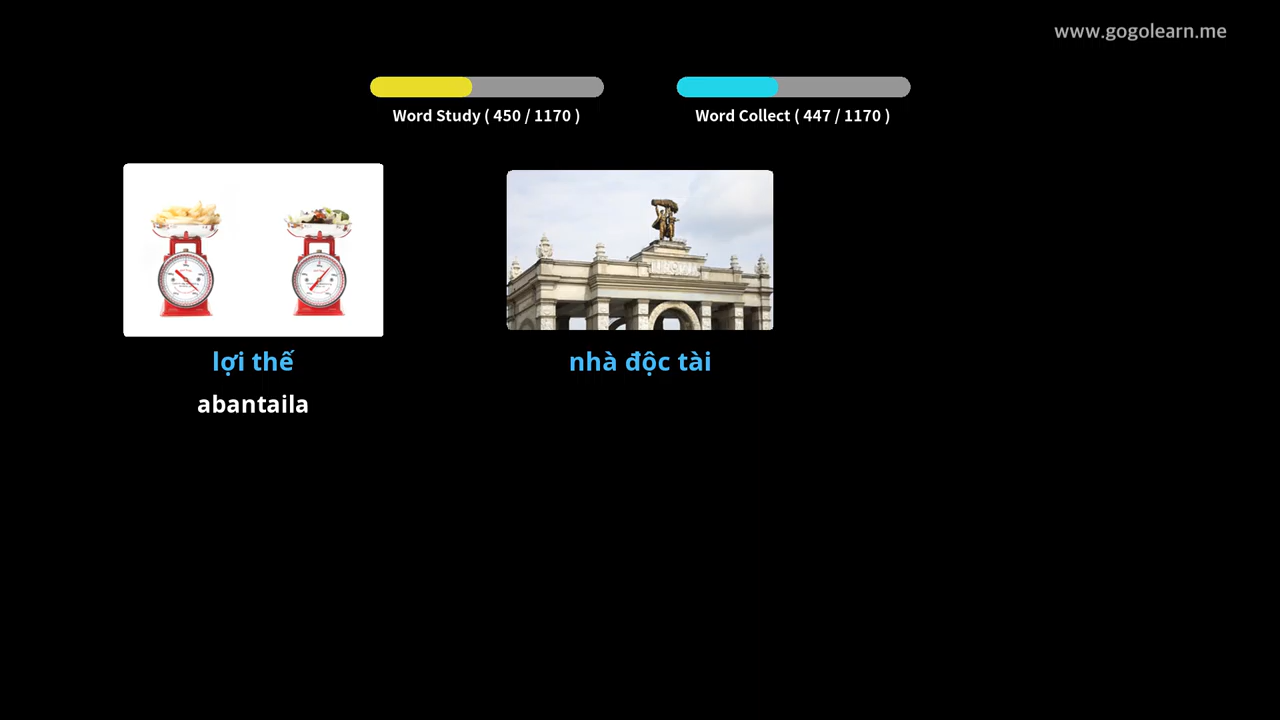 www.gogolearn.me
Word Study ( 450 / 1170 )
Word Collect ( 447 / 1170 )
lợi thế
abantaila
nhà độc tài